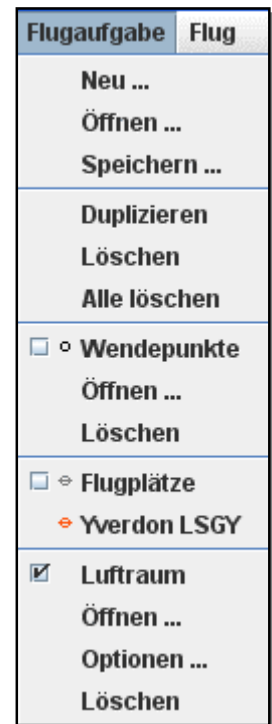 Flugaufgabe Flug
Neu ...
Öffnen ...
Speichern ...
Duplizieren
Löschen
Alle löschen
Wendepunkte
Öffnen ...
Löschen
Flugplätze
Yverdon LSGY
Luftraum
Öffnen ...
Optionen ...
Löschen